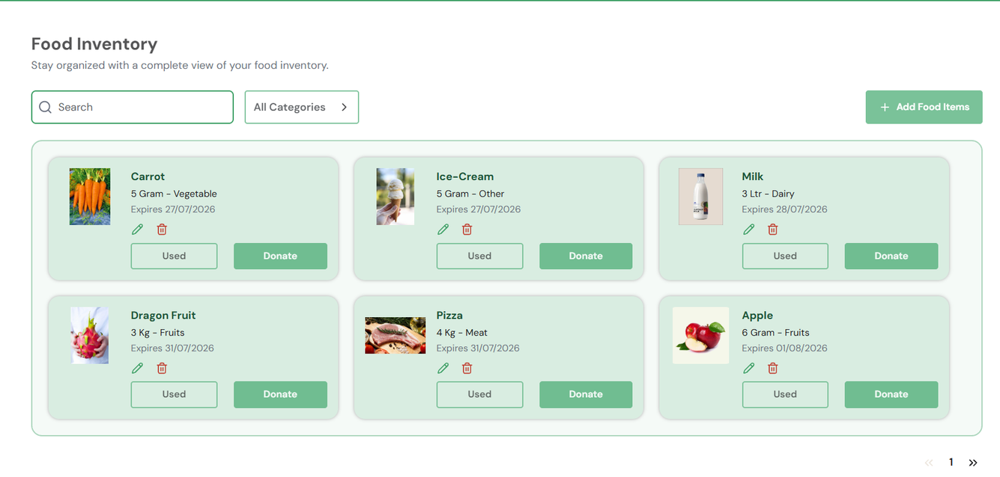 Food Inventory
Stay organized with a complete view of your food inventory.
Search
All Categories
+ Add Food Items
Carrot
5 Gram - Vegetable
Expires 27/07/2026
Used
Donate
Ice-Cream
5 Gram - Other
Expires 27/07/2026
Used
Donate
Milk
3 Ltr - Dairy
Expires 28/07/2026
Used
Donate
Dragon Fruit
3 Kg - Fruits
Expires 31/07/2026
Used
Donate
Pizza
4 Kg - Meat
Expires 31/07/2026
Used
Donate
Apple
6 Gram - Fruits
Expires 01/08/2026
Used
Donate
« 1 »